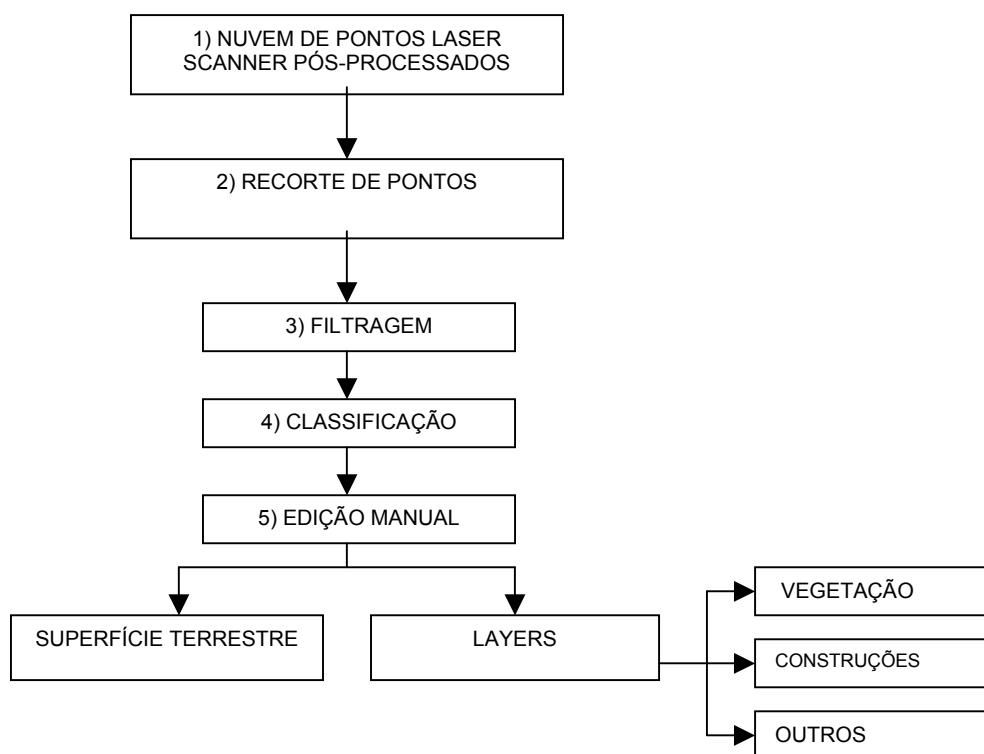 1) NUVEM DE PONTOS LASER
SCANNER PÓS-PROCESSADOS
2) RECORTE DE PONTOS
3) FILTRAGEM
4) CLASSIFICAÇÃO
5) EDIÇÃO MANUAL
SUPERFÍCIE TERRESTRE
LAYERS
VEGETAÇÃO
CONSTRUÇÕES
OUTROS